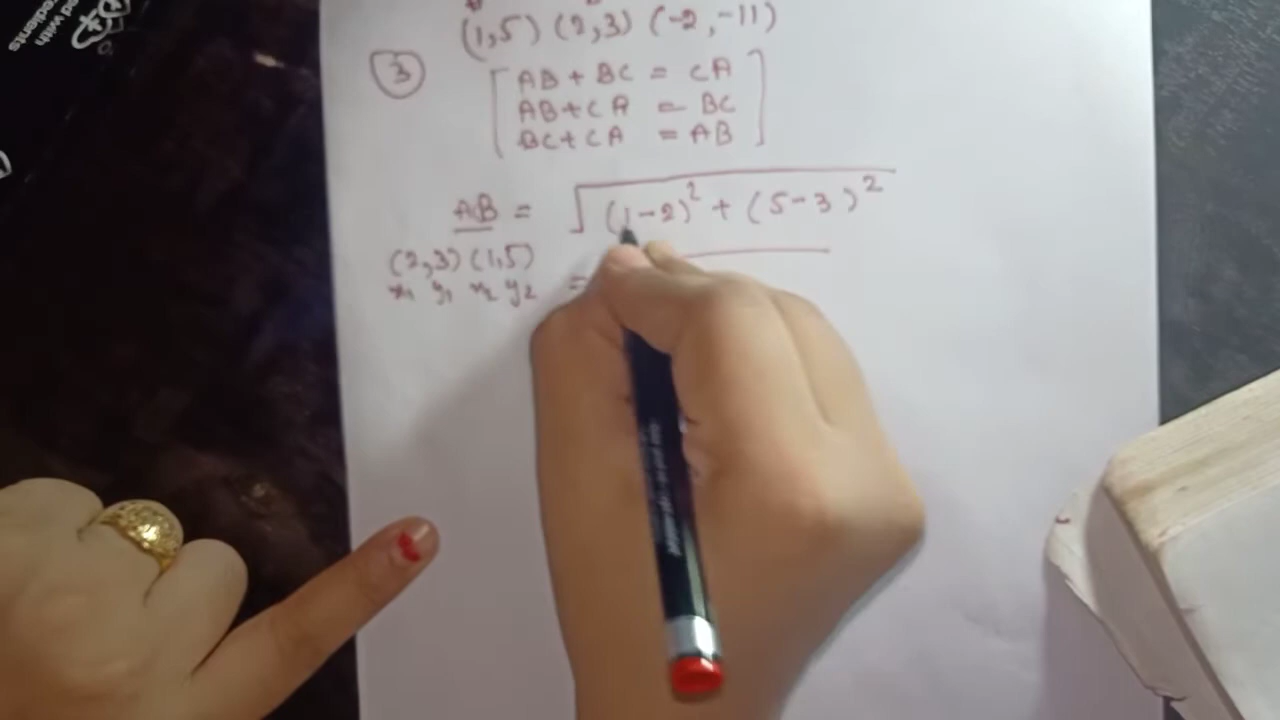 (1,5) (2,3) (-2,-11)
3
AB + BC = CA
AB + CA = BC
BC + CA = AB
AB = √(1-2)² + (5-3)²
(2,3) (1,5)
x₁ y₁ x₂ y₂ =